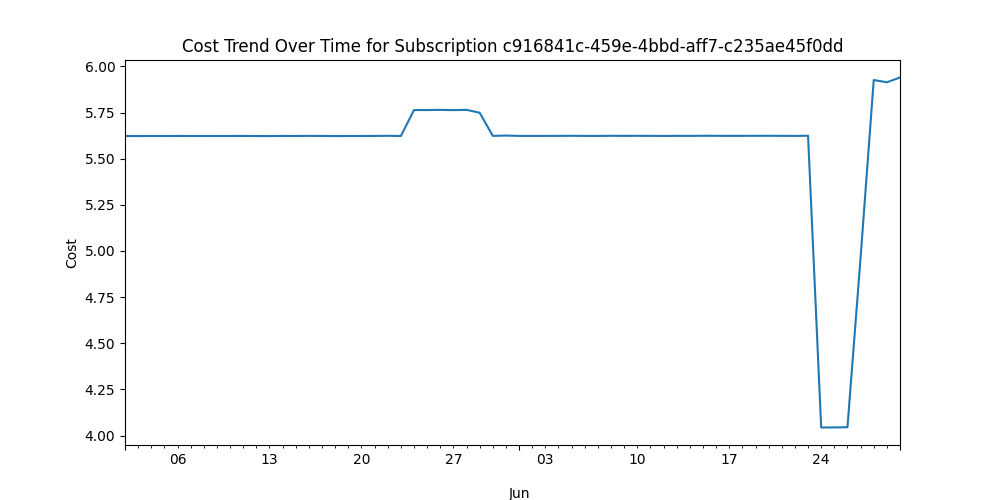 Cost Trend Over Time for Subscription c916841c-459e-4bbd-aff7-c235ae45f0dd
6.00
5.75
5.50
5.25
5.00
4.75
4.50
4.25
4.00
Cost
06 13 20 27 03 10 17 24
Jun